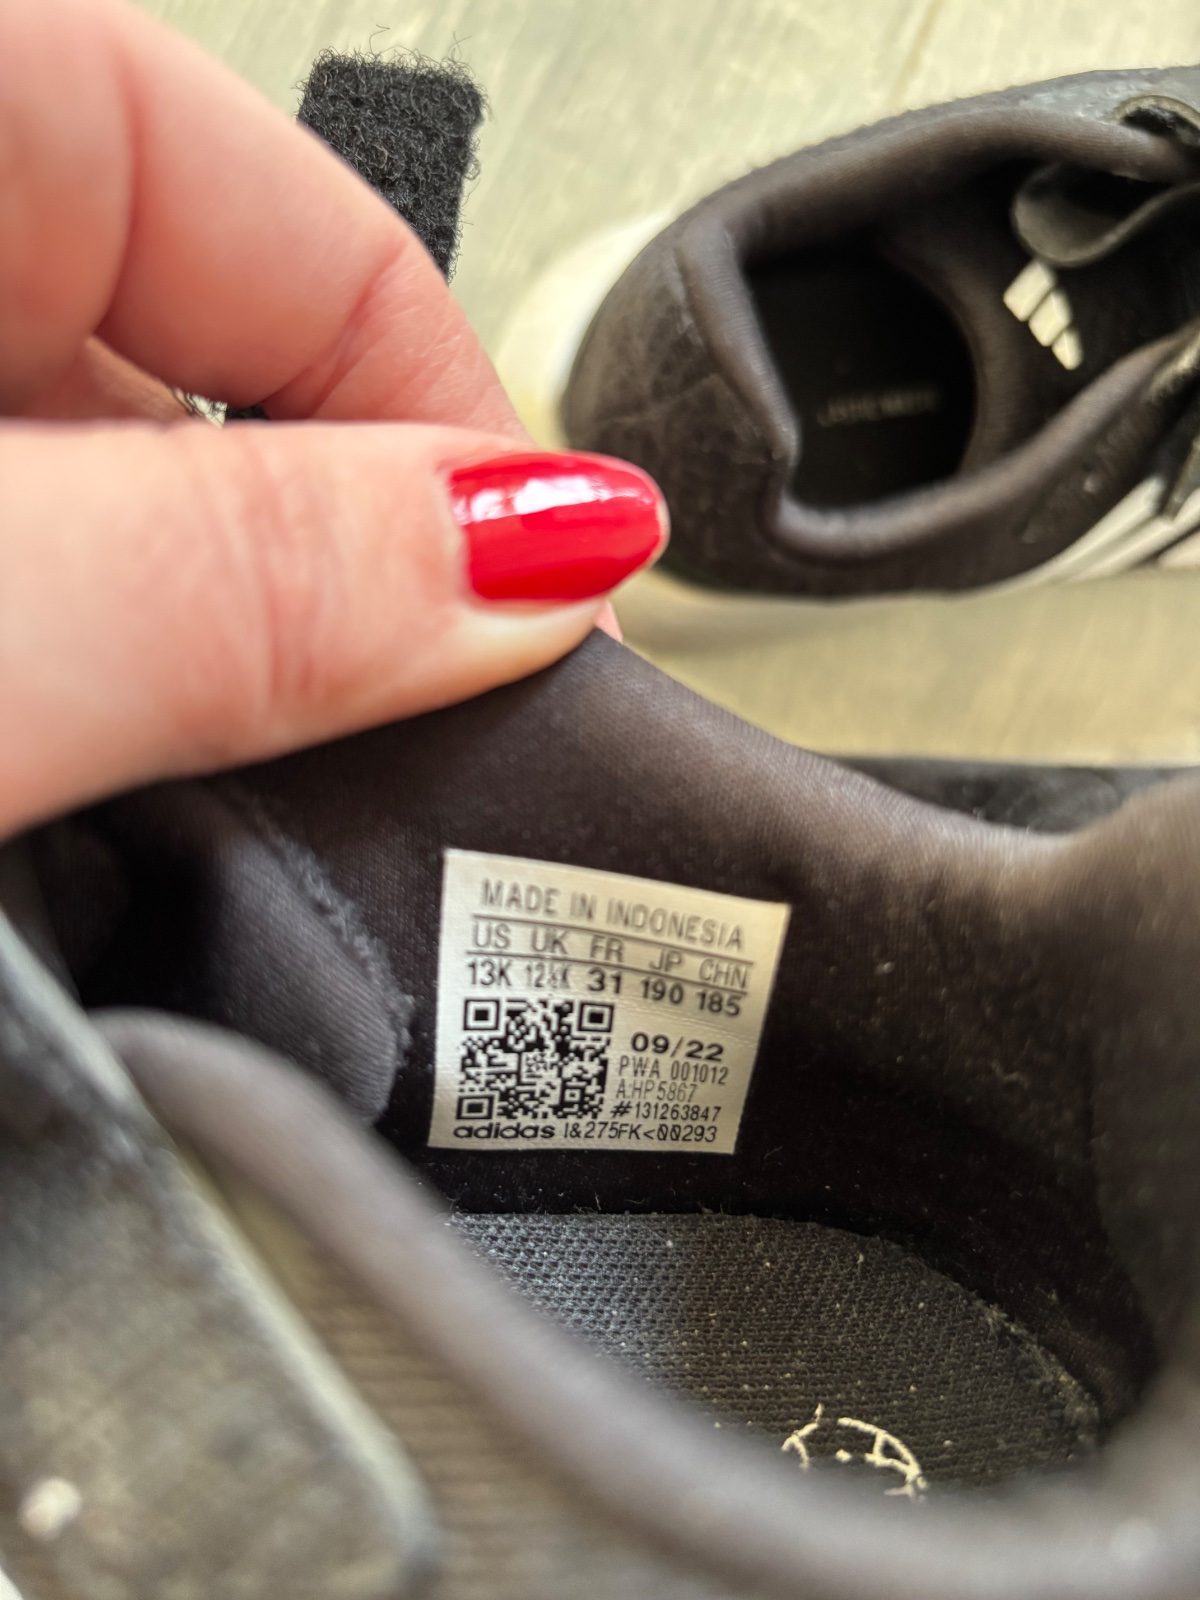 MADE IN INDONESIA
US UK FR JP CHN
13K 12½K 31 190 185
09/22
PWA 001012
A:HP5867
#131263847
adidas I&275FK<00293